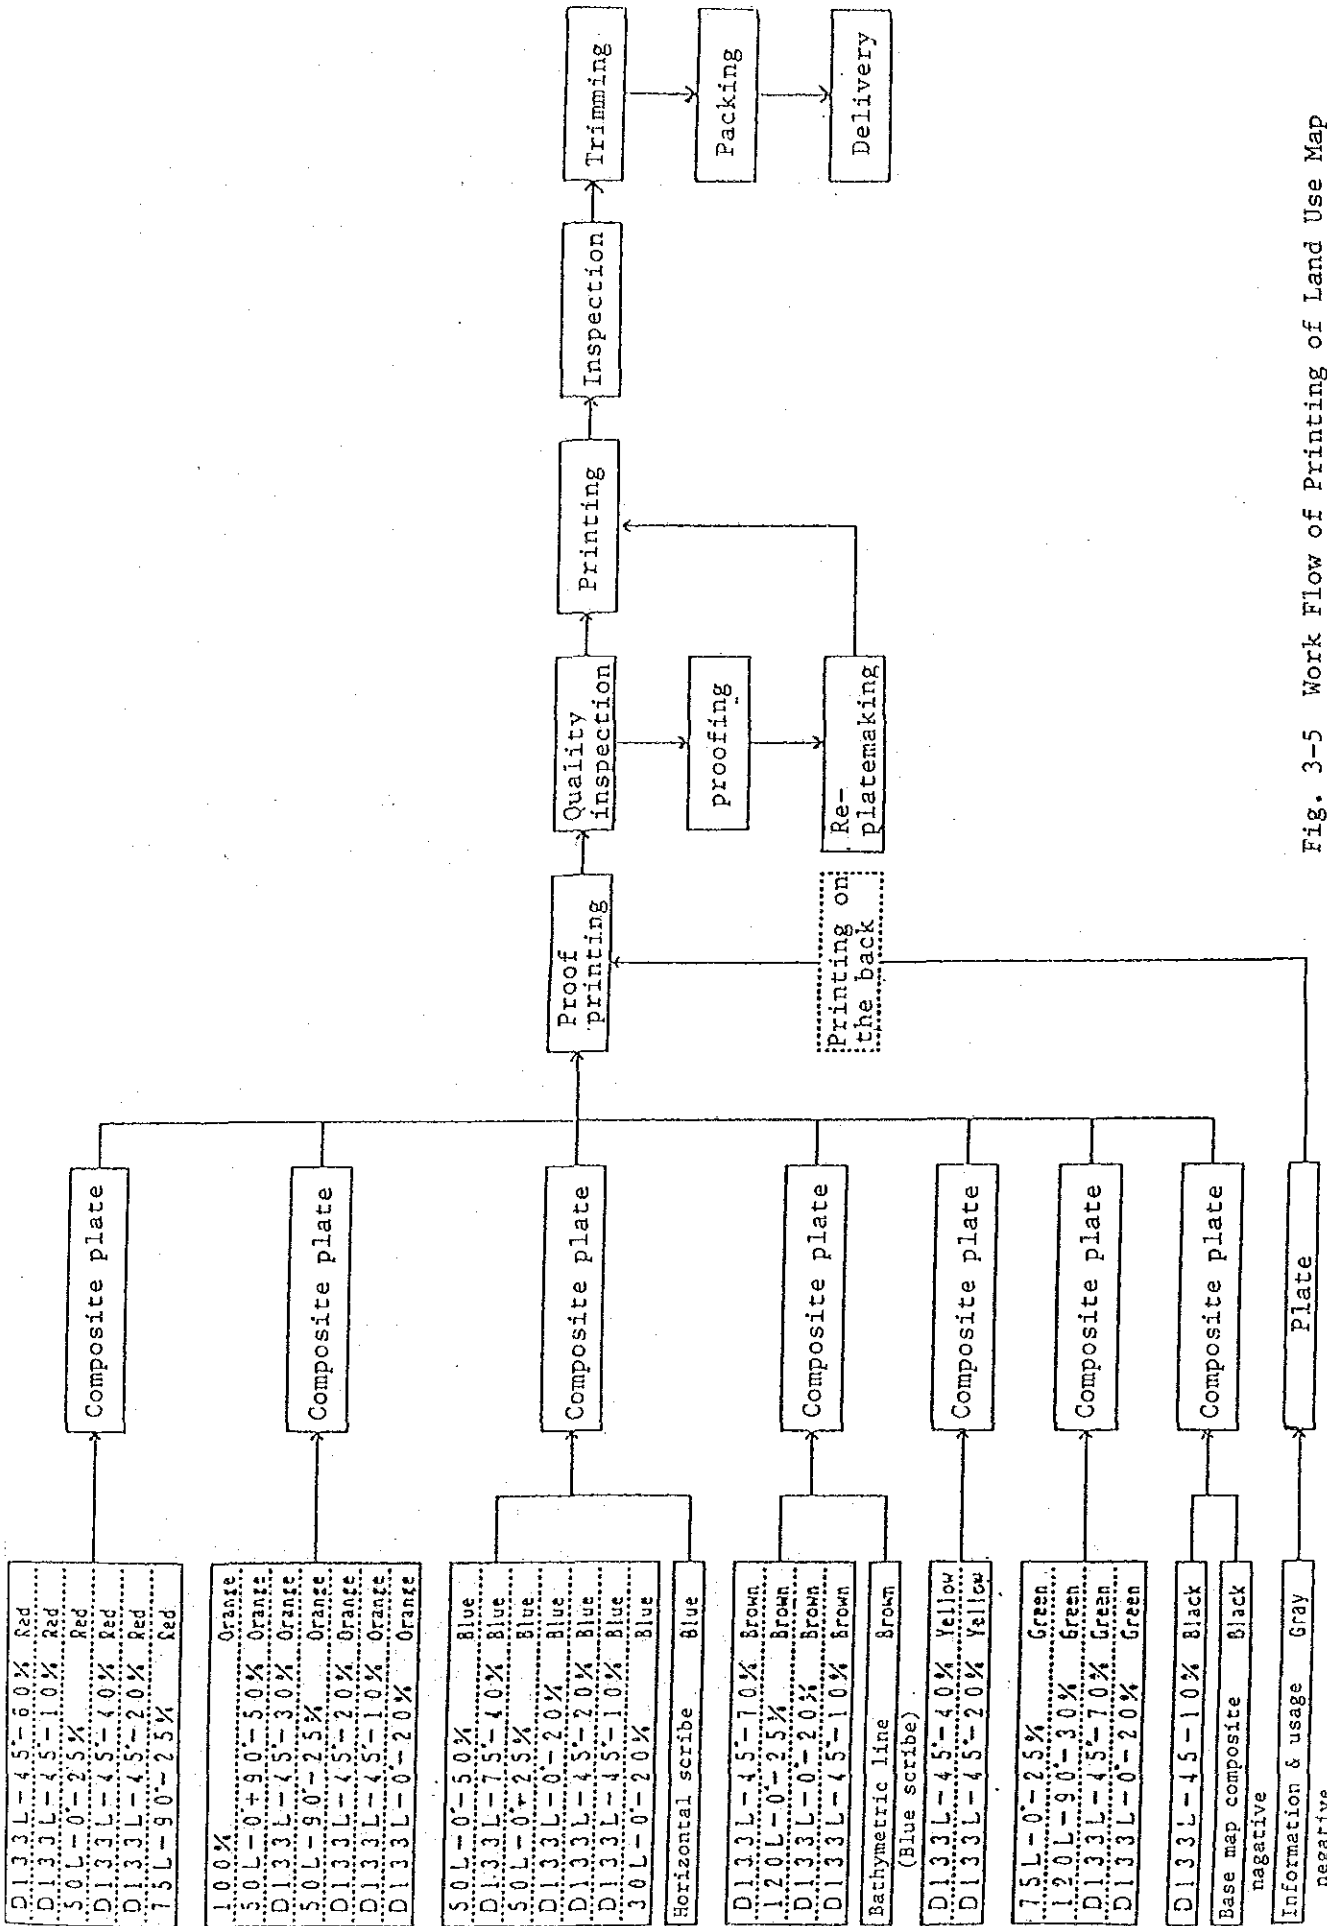 D133L-45°-60% Red
D133L-45°-10% Red
50L-0°-25% Red
D133L-45°-40% Red
D133L-45°-20% Red
75L-90°-25% Red
Composite plate
100% Orange
50L-0°+90°-50% Orange
D133L-45°-30% Orange
50L-90°-25% Orange
D133L-45°-20% Orange
D133L-45°-10% Orange
D133L-0°-20% Orange
Composite plate
50L-0°-50% Blue
D133L-75°-40% Blue
50L-0°-25% Blue
D133L-0°-20% Blue
D133L-45°-20% Blue
D133L-45°-10% Blue
30L-0-20% Blue
Horizontal scribe Blue
Composite plate
D133L-45°-70% Brown
120L-0°-25% Brown
D133L-0°-20% Brown
D133L-45°-10% Brown
Bathymetric line Brown
(Blue scribe)
Composite plate
D133L-45°-40% Yellow
D133L-45°-20% Yellow
Composite plate
75L-0°-25% Green
120L-90°-30% Green
D133L-45°-70% Green
D133L-0°-20% Green
Composite plate
D133L-45-10% Black
Base map composite Black
nagative
Composite plate
Information & usage Gray
negative
Plate
Proof
printing
Printing on
the back
Quality
inspection
proofing
Re-
platemaking
Printing
Inspection
Trimming
Packing
Delivery
Fig. 3-5 Work Flow of Printing of Land Use Map